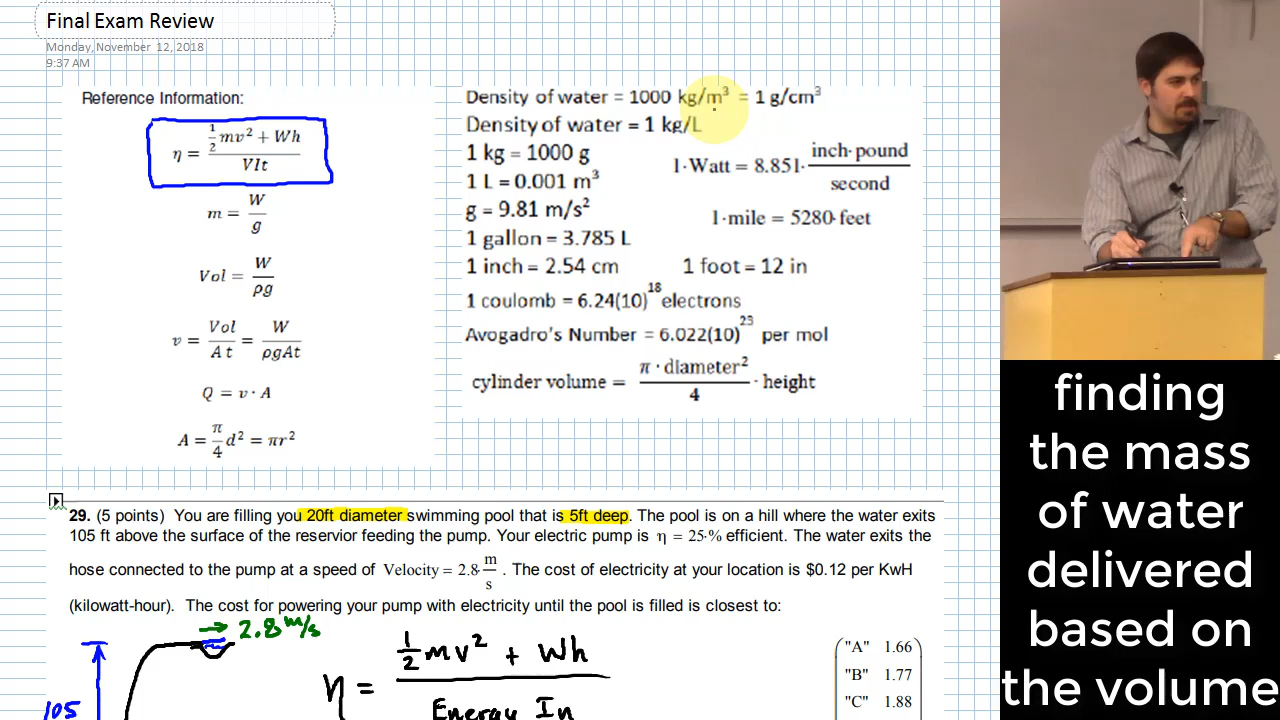 Final Exam Review
Monday, November 12, 2018
9:37 AM
Reference Information:
η = (½mv² + Wh) / VIt
m = W / g
Vol = W / ρg
v = Vol / A t = W / ρgAt
Q = v · A
A = π/4 d² = πr²
Density of water = 1000 kg/m³ = 1 g/cm³
Density of water = 1 kg/L
1 kg = 1000 g
1 L = 0.001 m³
g = 9.81 m/s²
1 gallon = 3.785 L
1 inch = 2.54 cm
1·Watt = 8.851· inch·pound / second
1·mile = 5280·feet
1 foot = 12 in
1 coulomb = 6.24(10)¹⁸ electrons
Avogadro's Number = 6.022(10)²³ per mol
cylinder volume = π · diameter² / 4 · height
29. (5 points) You are filling you 20ft diameter swimming pool that is 5ft deep. The pool is on a hill where the water exits
105 ft above the surface of the reservior feeding the pump. Your electric pump is η = 25·% efficient. The water exits the
hose connected to the pump at a speed of Velocity = 2.8· m/s . The cost of electricity at your location is $0.12 per KwH
(kilowatt-hour). The cost for powering your pump with electricity until the pool is filled is closest to:
→ 2.8 m/s
105
η = (½mv² + Wh) / Energy In
"A" 1.66
"B" 1.77
"C" 1.88
finding
the mass
of water
delivered
based on
the volume